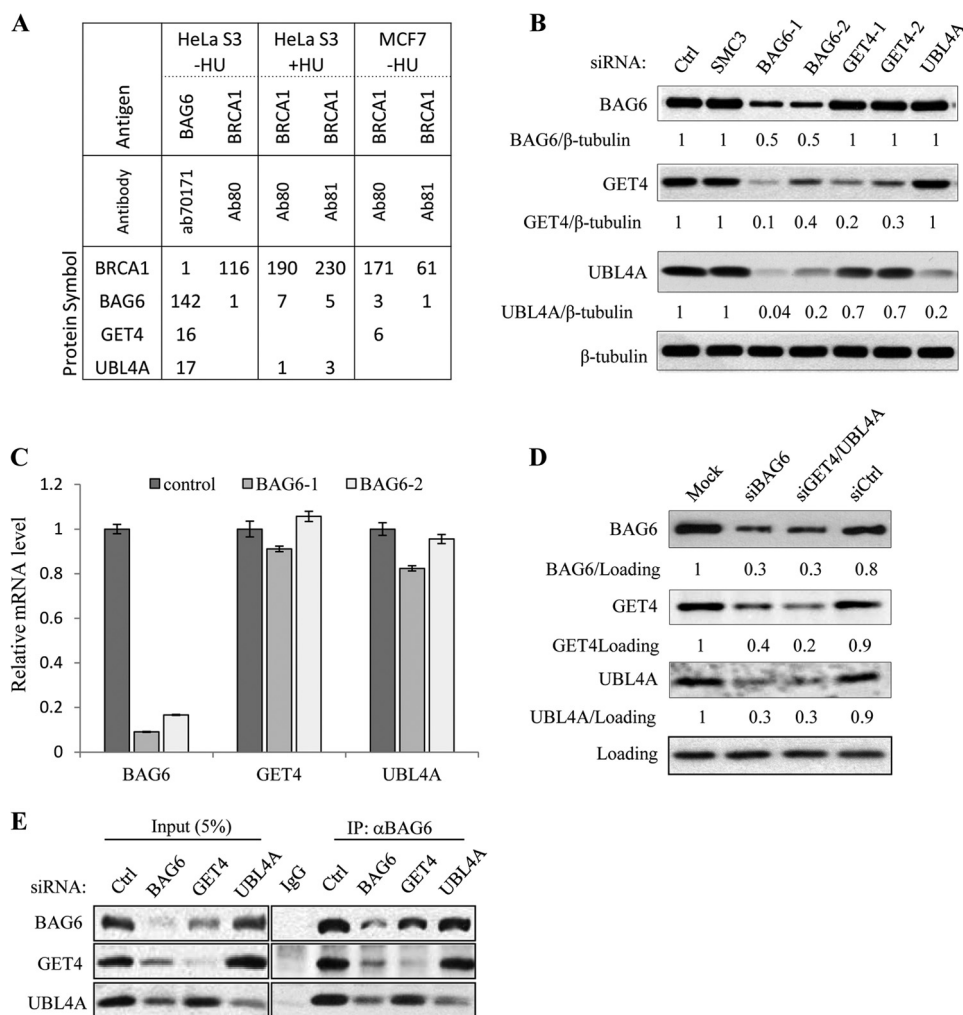 A
HeLa S3 -HU
HeLa S3 +HU
MCF7 -HU
Antigen
BAG6
BRCA1
BRCA1
BRCA1
BRCA1
BRCA1
Antibody
ab70171
Ab80
Ab80
Ab81
Ab80
Ab81
Protein Symbol
BRCA1 1 116 190 230 171 61
BAG6 142 1 7 5 3 1
GET4 16 6
UBL4A 17 1 3
B
siRNA: Ctrl SMC3 BAG6-1 BAG6-2 GET4-1 GET4-2 UBL4A
BAG6
BAG6/β-tubulin 1 1 0.5 0.5 1 1 1
GET4
GET4/β-tubulin 1 1 0.1 0.4 0.2 0.3 1
UBL4A
UBL4A/β-tubulin 1 1 0.04 0.2 0.7 0.7 0.2
β-tubulin
C
control BAG6-1 BAG6-2
Relative mRNA level
1.2
1
0.8
0.6
0.4
0.2
0
BAG6 GET4 UBL4A
D
Mock siBAG6 siGET4/UBL4A siCtrl
BAG6
BAG6/Loading 1 0.3 0.3 0.8
GET4
GET4Loading 1 0.4 0.2 0.9
UBL4A
UBL4A/Loading 1 0.3 0.3 0.9
Loading
E
Input (5%) IP: αBAG6
siRNA: Ctrl BAG6 GET4 UBL4A IgG Ctrl BAG6 GET4 UBL4A
BAG6
GET4
UBL4A